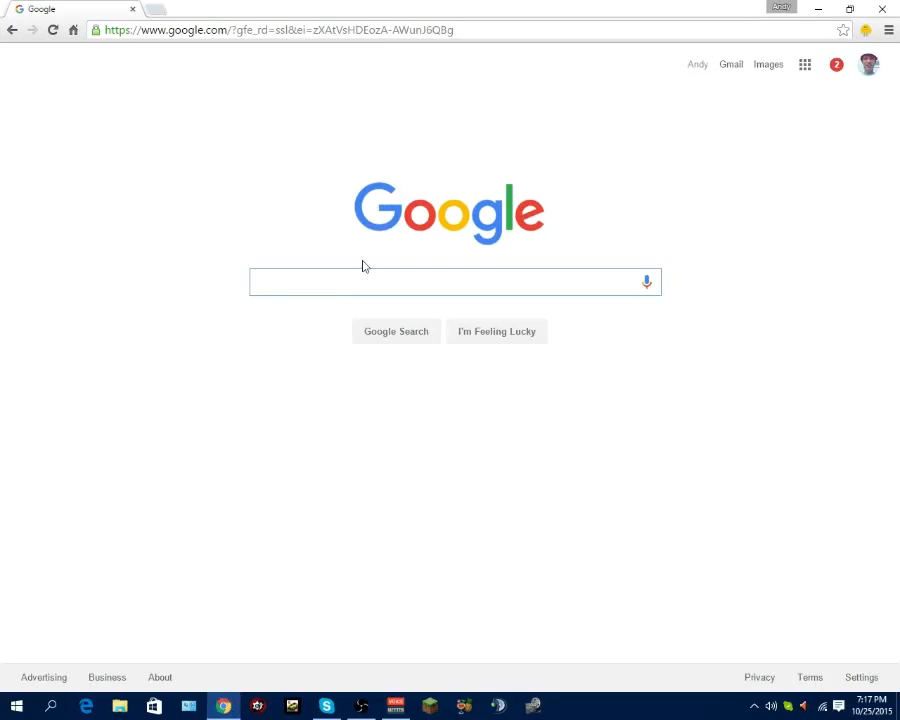 Google
Andy
https://www.google.com/?gfe_rd=ssl&ei=zXAtVsHDEozA-AWunJ6QBg
Andy Gmail Images 2
Google
Google Search I'm Feeling Lucky
Advertising Business About Privacy Terms Settings
7:17 PM
10/25/2015